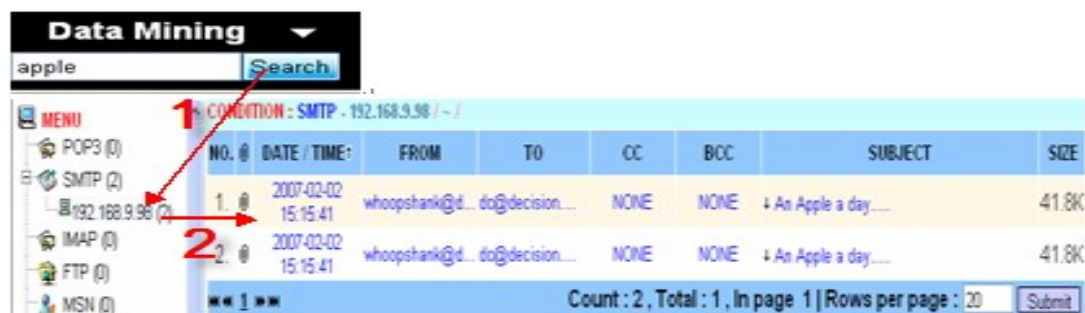 Data Mining
apple Search
1
MENU
POP3 (0)
SMTP (2)
192.168.9.98 (2)
2
IMAP (0)
FTP (0)
MSN (0)
CONDITION : SMTP - 192.168.9.98 / ~ /
NO. DATE / TIME↑ FROM TO CC BCC SUBJECT SIZE
1. 2007-02-02 15:15:41 whoopshank@d... do@decision.... NONE NONE ↓ An Apple a day...... 41.8K
2. 2007-02-02 15:15:41 whoopshank@d... do@decision.... NONE NONE ↓ An Apple a day...... 41.8K
1 Count : 2 , Total : 1 , In page 1 | Rows per page : 20 Submit